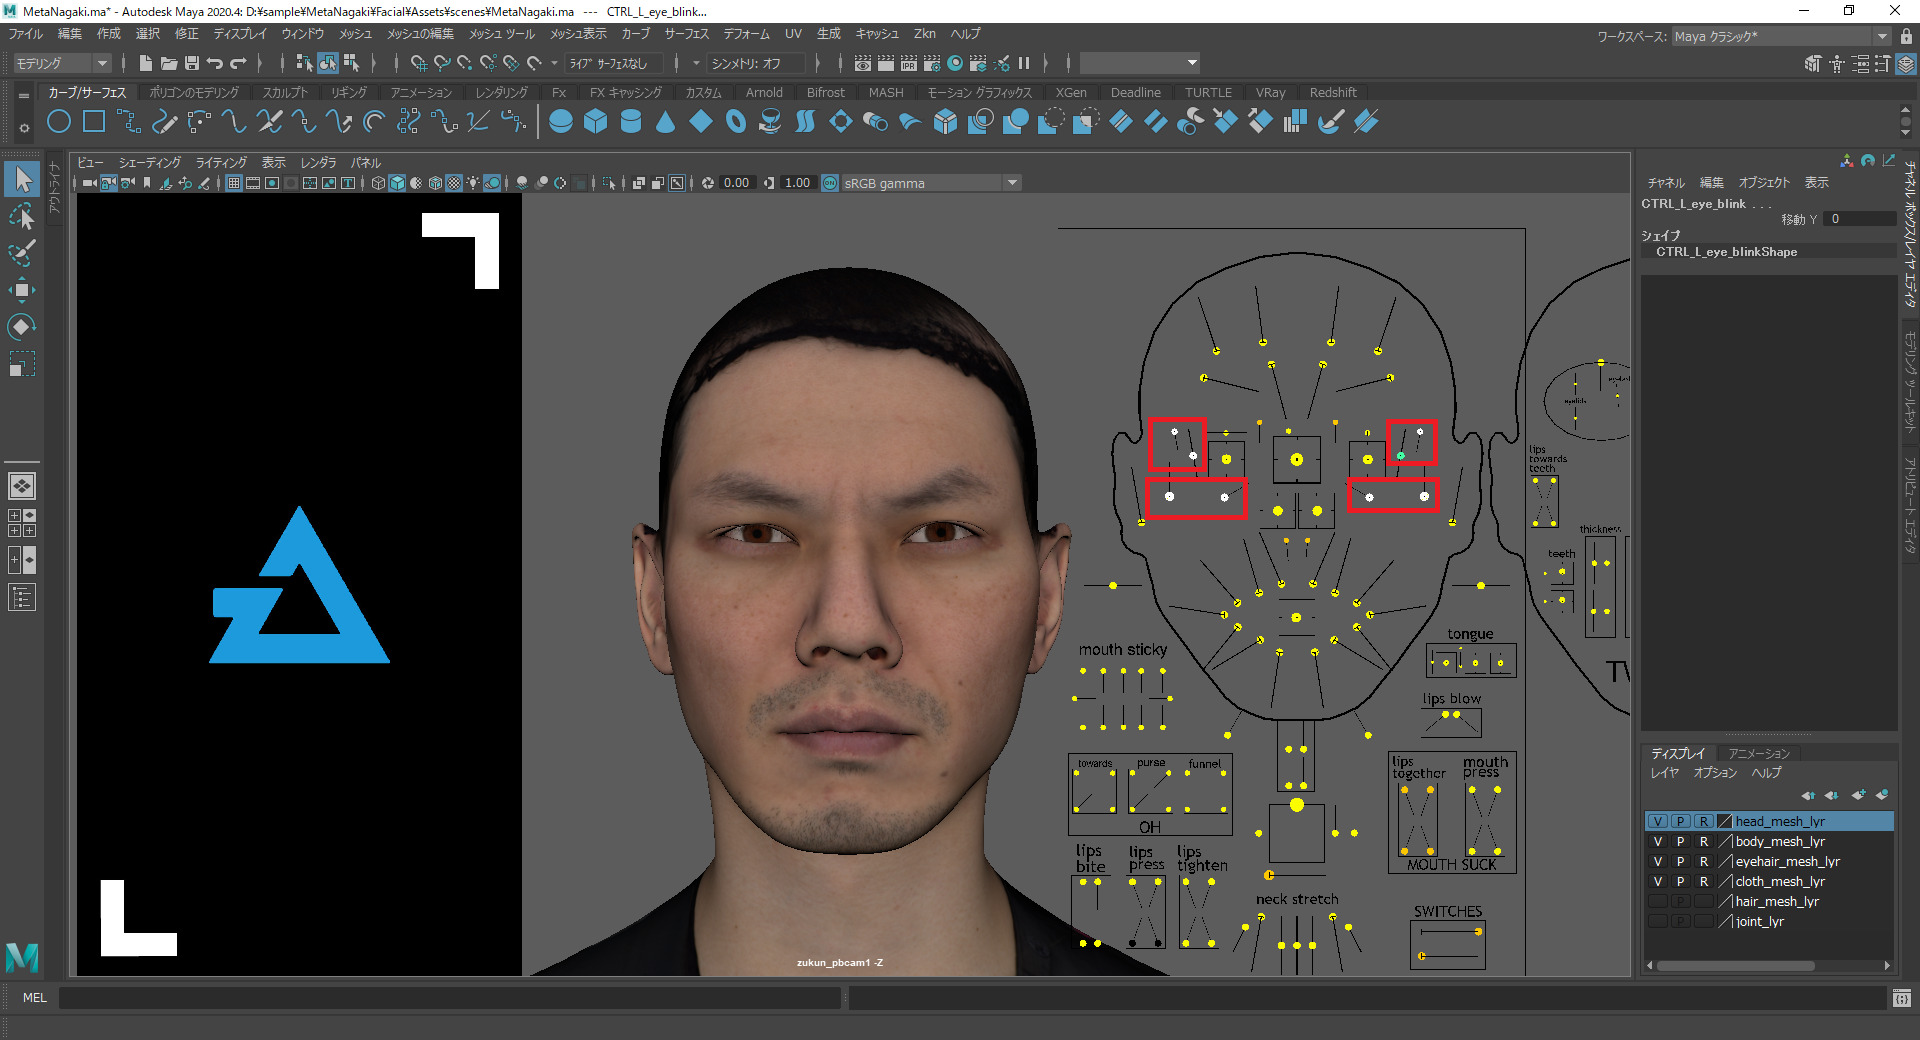 MetaNagaki.ma* - Autodesk Maya 2020.4: D:¥sample¥MetaNagaki¥Facial¥Assets¥scenes¥MetaNagaki.ma --- CTRL_L_eye_blink...
ファイル 編集 作成 選択 修正 ディスプレイ ウィンドウ メッシュ メッシュの編集 メッシュ ツール メッシュ表示 カーブ サーフェス デフォーム UV 生成 キャッシュ Zkn ヘルプ
ワークスペース: Maya クラシック*
モデリング ライブ サーフェスなし シンメトリ: オフ
IPR
カーブ/サーフェス ポリゴンのモデリング スカルプト リギング アニメーション レンダリング Fx FX キャッシング カスタム Arnold Bifrost MASH モーション グラフィックス XGen Deadline TURTLE VRay Redshift
アウトライナ
ビュー シェーディング ライティング 表示 レンダラ パネル
0.00 1.00 ON sRGB gamma
チャネル 編集 オブジェクト 表示
CTRL_L_eye_blink . . .
移動 Y 0
シェイプ
CTRL_L_eye_blinkShape
チャネル ボックス/レイヤ エディタ
モデリング ツールキット
アトリビュート エディタ
eyelids
lips
towards
teeth
thickness
teeth
tongue
mouth sticky
lips blow
TW
towards purse funnel
OH
lips
together
mouth
press
MOUTH SUCK
lips
bite
lips
press
lips
tighten
neck stretch
SWITCHES
zukun_pbcam1 -Z
ディスプレイ アニメーション
レイヤ オプション ヘルプ
V P R head_mesh_lyr
V P R body_mesh_lyr
V P R eyehair_mesh_lyr
V P R cloth_mesh_lyr
P hair_mesh_lyr
P joint_lyr
MEL